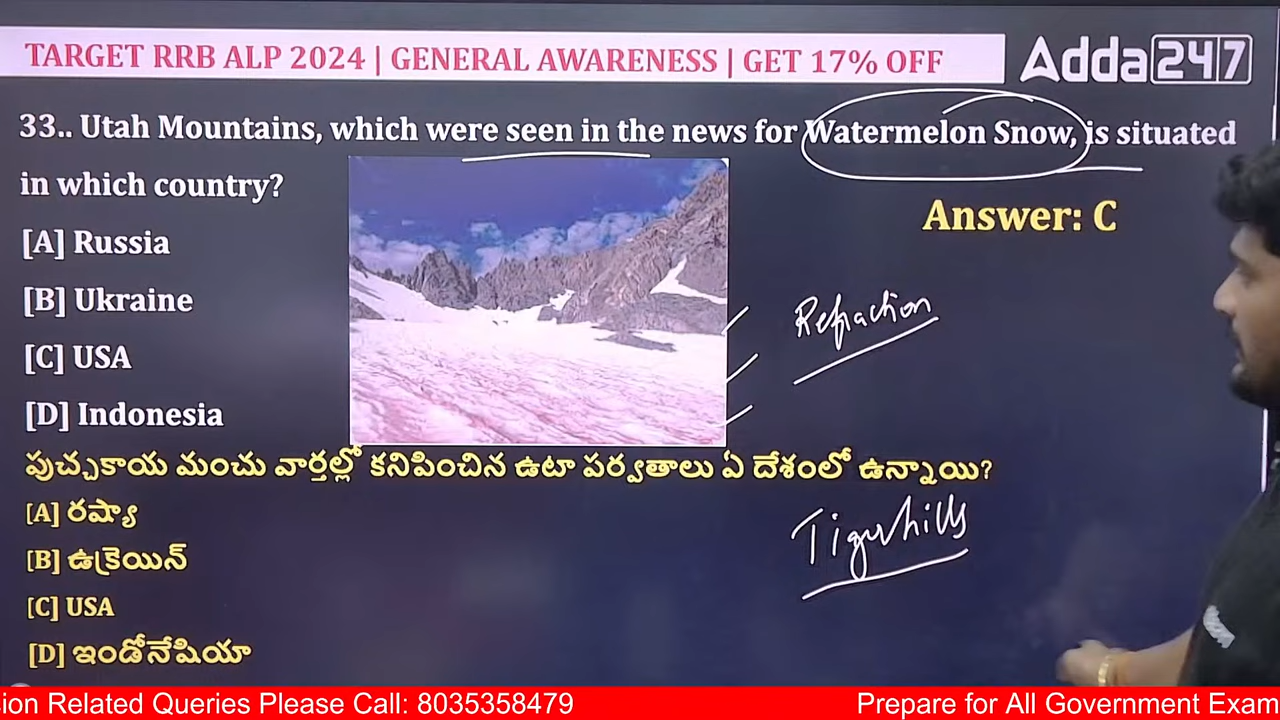 TARGET RRB ALP 2024 | GENERAL AWARENESS | GET 17% OFF
Adda247
33.. Utah Mountains, which were seen in the news for Watermelon Snow, is situated
in which country?
Answer: C
[A] Russia
[B] Ukraine
[C] USA
[D] Indonesia
Refraction
పుచ్చకాయ మంచు వార్తల్లో కనిపించిన ఉటా పర్వతాలు ఏ దేశంలో ఉన్నాయి?
[A] రష్యా
[B] ఉక్రెయిన్
[C] USA
[D] ఇండోనేషియా
Tigerhills
sion Related Queries Please Call: 8035358479
Prepare for All Government Exam